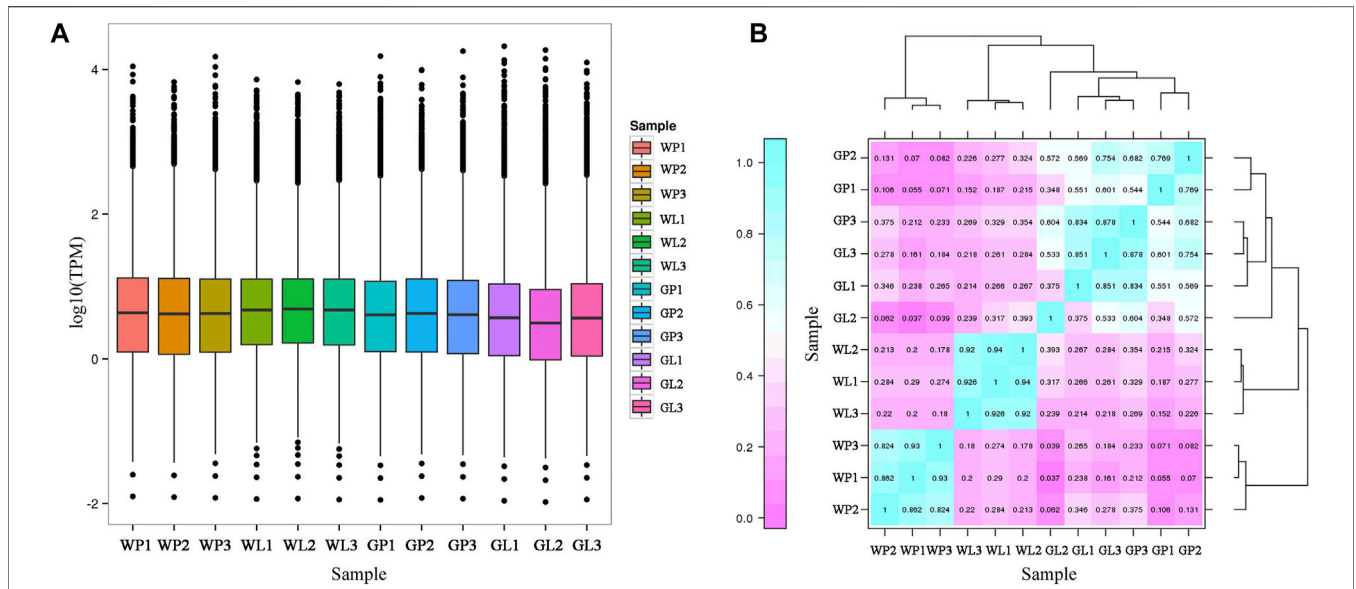 A
4
2
0
-2
log10(TPM)
WP1 WP2 WP3 WL1 WL2 WL3 GP1 GP2 GP3 GL1 GL2 GL3
Sample
Sample
WP1
WP2
WP3
WL1
WL2
WL3
GP1
GP2
GP3
GL1
GL2
GL3
B
1.0
0.8
0.6
0.4
0.2
0.0
Sample
GP2 0.131 0.07 0.082 0.226 0.277 0.324 0.572 0.569 0.754 0.682 0.769 1
GP1 0.106 0.055 0.071 0.152 0.187 0.215 0.348 0.551 0.601 0.544 1 0.769
GP3 0.375 0.212 0.233 0.269 0.329 0.354 0.604 0.834 0.878 1 0.544 0.682
GL3 0.278 0.161 0.184 0.218 0.261 0.284 0.533 0.851 1 0.878 0.601 0.754
GL1 0.346 0.238 0.265 0.214 0.266 0.267 0.375 1 0.851 0.834 0.551 0.569
GL2 0.062 0.037 0.039 0.239 0.317 0.393 1 0.375 0.533 0.604 0.348 0.572
WL2 0.213 0.2 0.178 0.92 0.94 1 0.393 0.267 0.284 0.354 0.215 0.324
WL1 0.284 0.29 0.274 0.926 1 0.94 0.317 0.266 0.261 0.329 0.187 0.277
WL3 0.22 0.2 0.18 1 0.926 0.92 0.239 0.214 0.218 0.269 0.152 0.226
WP3 0.824 0.93 1 0.18 0.274 0.178 0.039 0.265 0.184 0.233 0.071 0.082
WP1 0.862 1 0.93 0.2 0.29 0.2 0.037 0.238 0.161 0.212 0.055 0.07
WP2 1 0.862 0.824 0.22 0.284 0.213 0.062 0.346 0.278 0.375 0.106 0.131
WP2 WP1 WP3 WL3 WL1 WL2 GL2 GL1 GL3 GP3 GP1 GP2
Sample